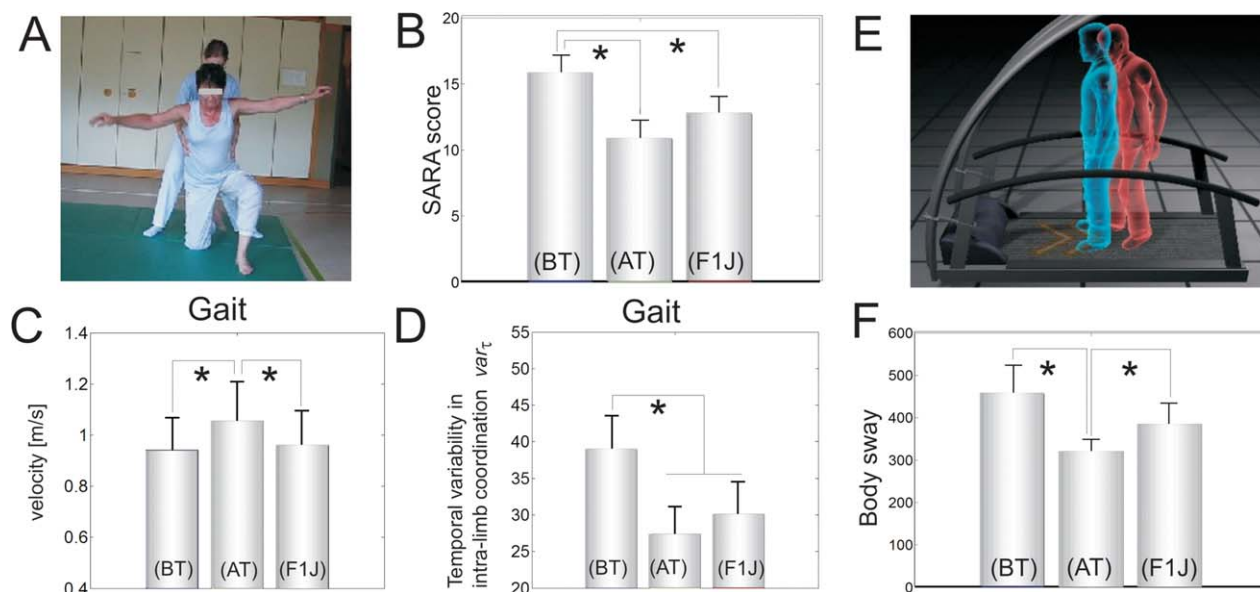 A
B
SARA score
20
15
10
5
0
*
*
(BT)
(AT)
(F1J)
E
C
Gait
velocity [m/s]
1.4
1.2
1
0.8
0.6
0.4
*
*
(BT)
(AT)
(F1J)
D
Gait
Temporal variability in
intra-limb coordination varτ
55
50
45
40
35
30
25
20
*
(BT)
(AT)
(F1J)
F
Body sway
600
500
400
300
200
100
0
*
*
(BT)
(AT)
(F1J)